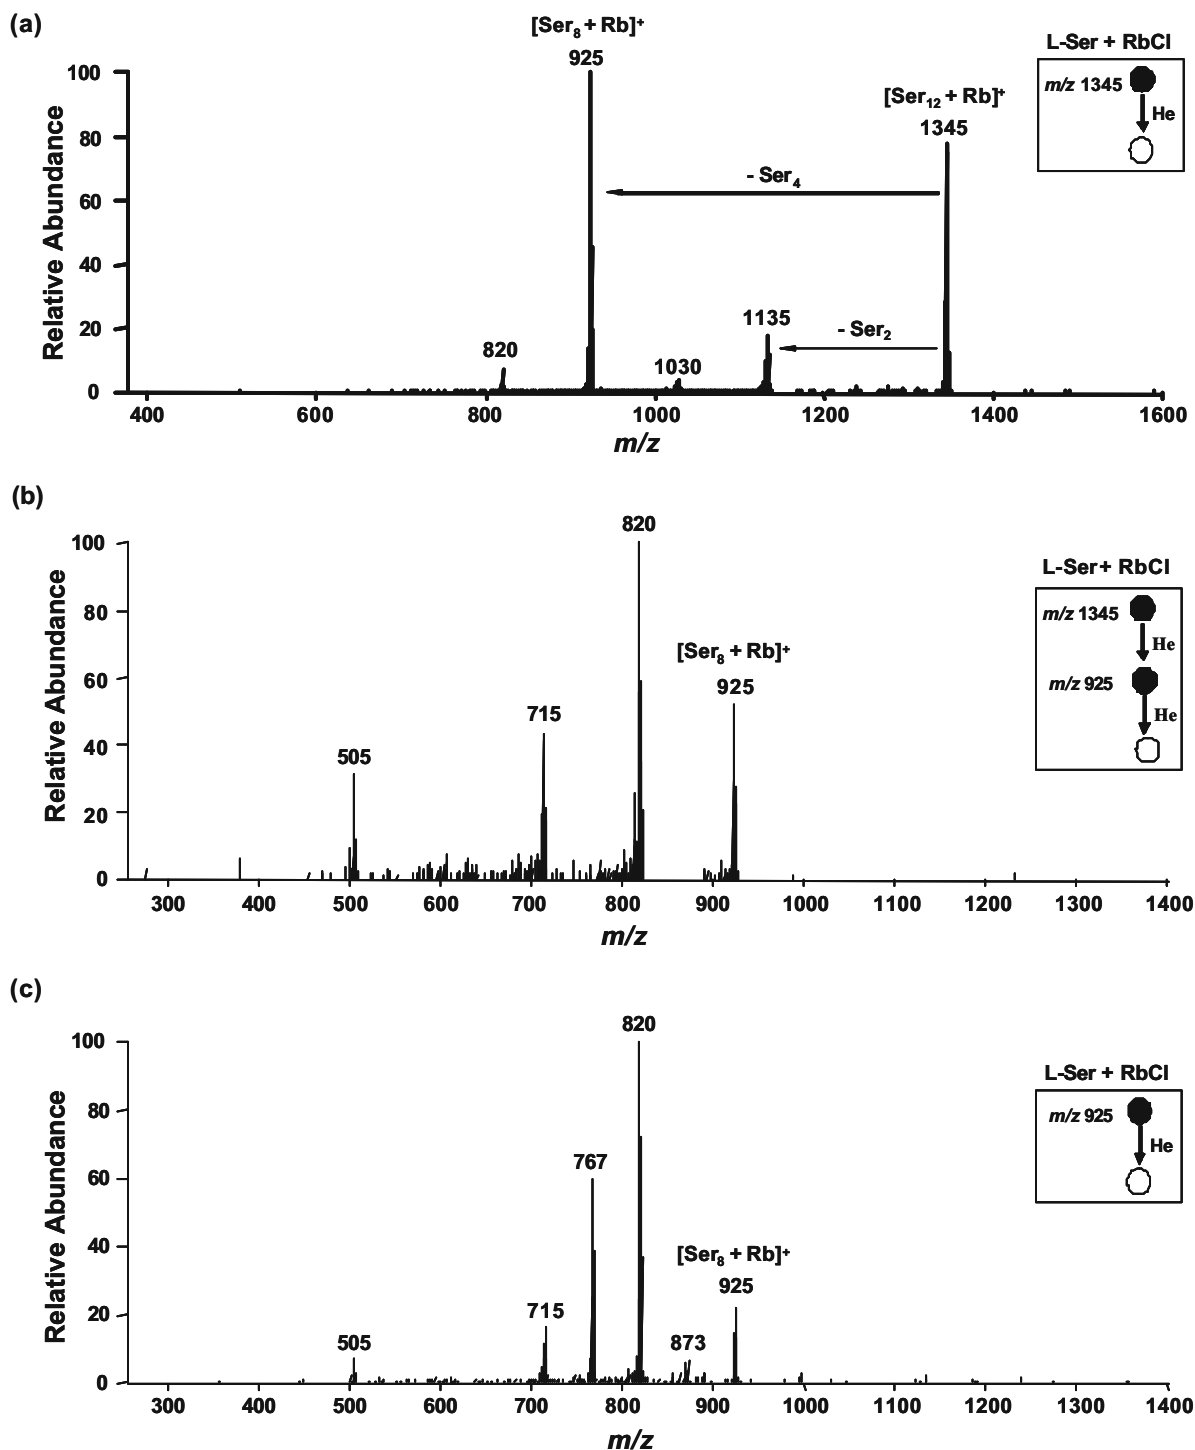 (a)
[Ser8 + Rb]+
925
L-Ser + RbCl
m/z 1345
He
[Ser12 + Rb]+
1345
- Ser4
1135
- Ser2
820
1030
Relative Abundance
100
80
60
40
20
0
400 600 800 1000 1200 1400 1600
m/z
(b)
820
L-Ser + RbCl
m/z 1345
He
m/z 925
He
[Ser8 + Rb]+
925
715
505
Relative Abundance
100
80
60
40
20
0
300 400 500 600 700 800 900 1000 1100 1200 1300 1400
m/z
(c)
820
L-Ser + RbCl
m/z 925
He
767
[Ser8 + Rb]+
925
715
873
505
Relative Abundance
100
80
60
40
20
0
300 400 500 600 700 800 900 1000 1100 1200 1300 1400
m/z